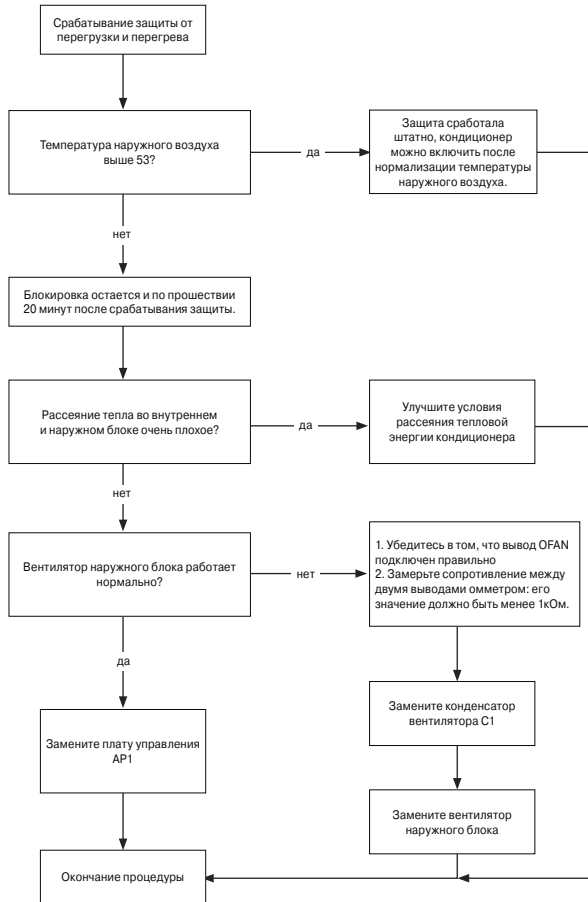 Срабатывание защиты от
перегрузки и перегрева
Температура наружного воздуха
выше 53?
да
Защита сработала
штатно, кондиционер
можно включить после
нормализации температуры
наружного воздуха.
нет
Блокировка остается и по прошествии
20 минут после срабатывания защиты.
Рассеяние тепла во внутреннем
и наружном блоке очень плохое?
да
Улучшите условия
рассеяния тепловой
энергии кондиционера
нет
Вентилятор наружного блока работает
нормально?
нет
1. Убедитесь в том, что вывод OFAN
подключен правильно
2. Замерьте сопротивление между
двумя выводами омметром: его
значение должно быть менее 1кОм.
да
Замените конденсатор
вентилятора С1
Замените плату управления
АР1
Замените вентилятор
наружного блока
Окончание процедуры